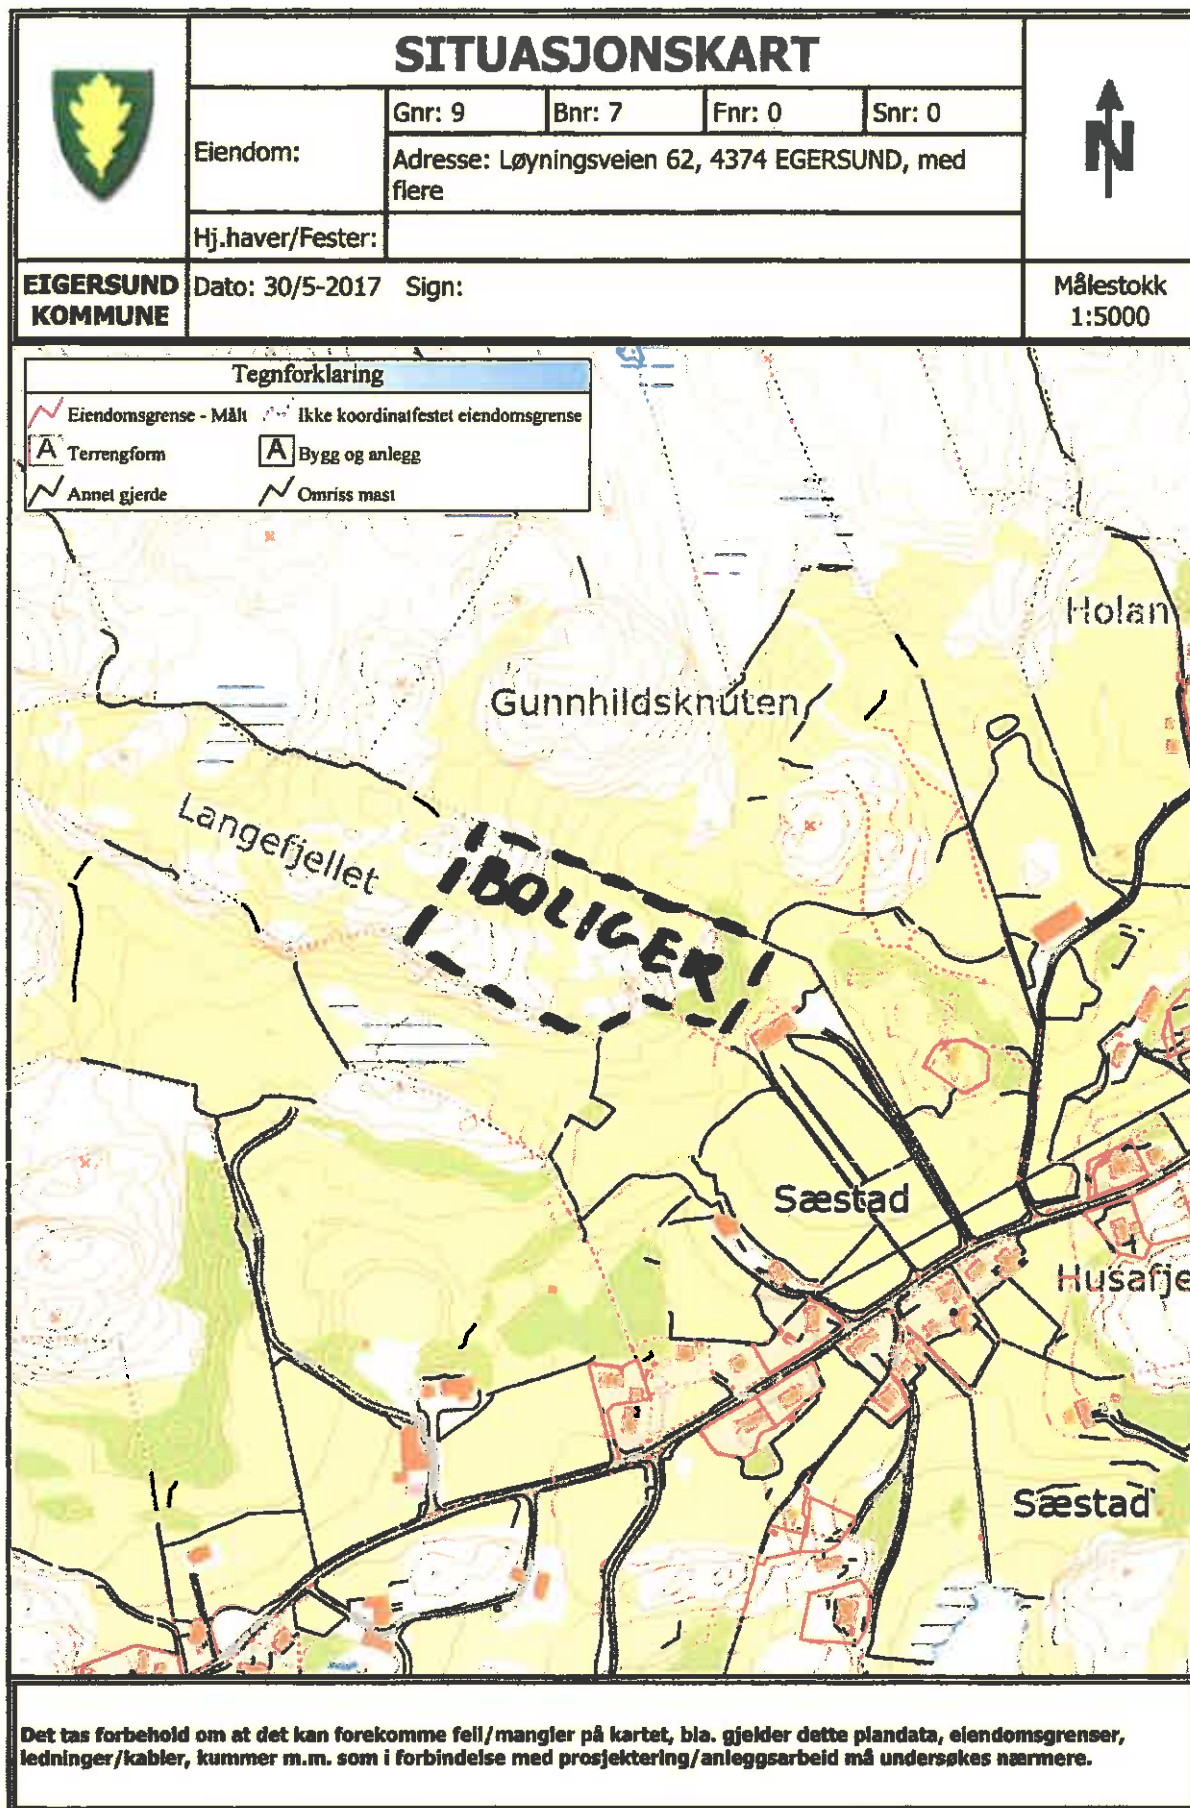 SITUASJONSKART
Eiendom:
Gnr: 9
Bnr: 7
Fnr: 0
Snr: 0
Adresse: Løyningsveien 62, 4374 EGERSUND, med
flere
N
Hj.haver/Fester:
EIGERSUND
KOMMUNE
Dato: 30/5-2017 Sign:
Målestokk
1:5000
Tegnforklaring
Eiendomsgrense - Målt
Ikke koordinatfestet eiendomsgrense
A Terrengform
A Bygg og anlegg
Annet gjerde
Omriss mast
Holan
Gunnhildsknuten
Langefjellet
BOLIGER
Sæstad
Husafje
Sæstad
Det tas forbehold om at det kan forekomme feil/mangler på kartet, bla. gjelder dette plandata, eiendomsgrenser,
ledninger/kabler, kummer m.m. som i forbindelse med prosjektering/anleggsarbeid må undersøkes nærmere.